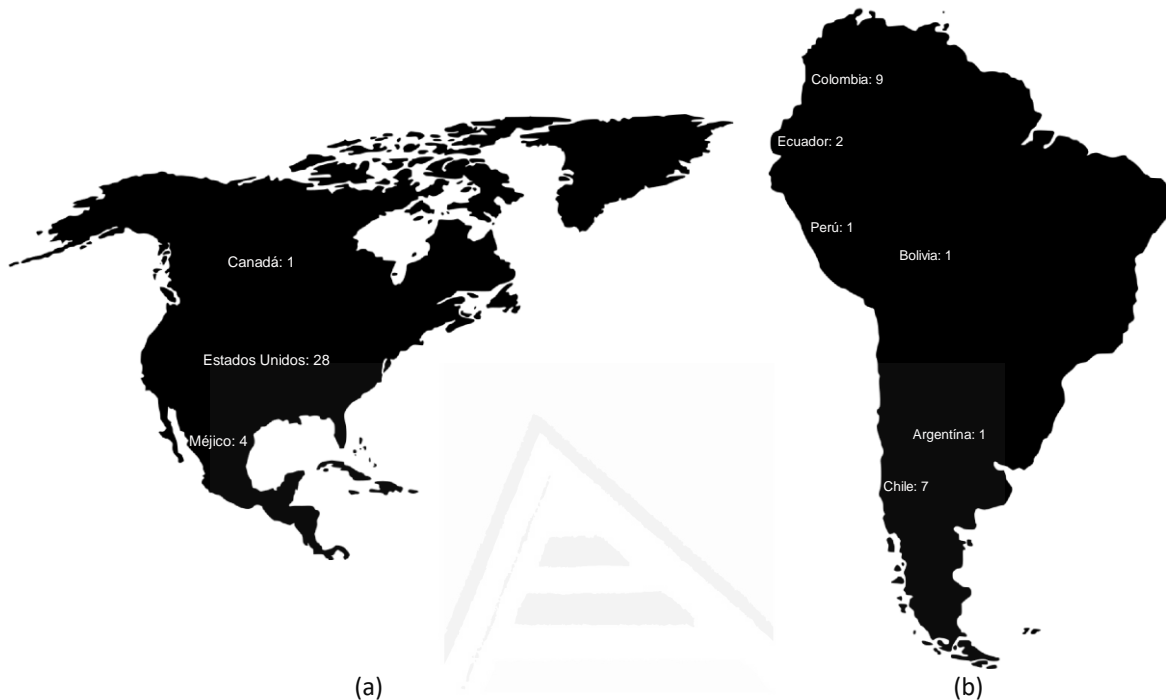 Canadá: 1
Estados Unidos: 28
Méjico: 4
(a)
Colombia: 9
Ecuador: 2
Perú: 1
Bolivia: 1
Argentína: 1
Chile: 7
(b)